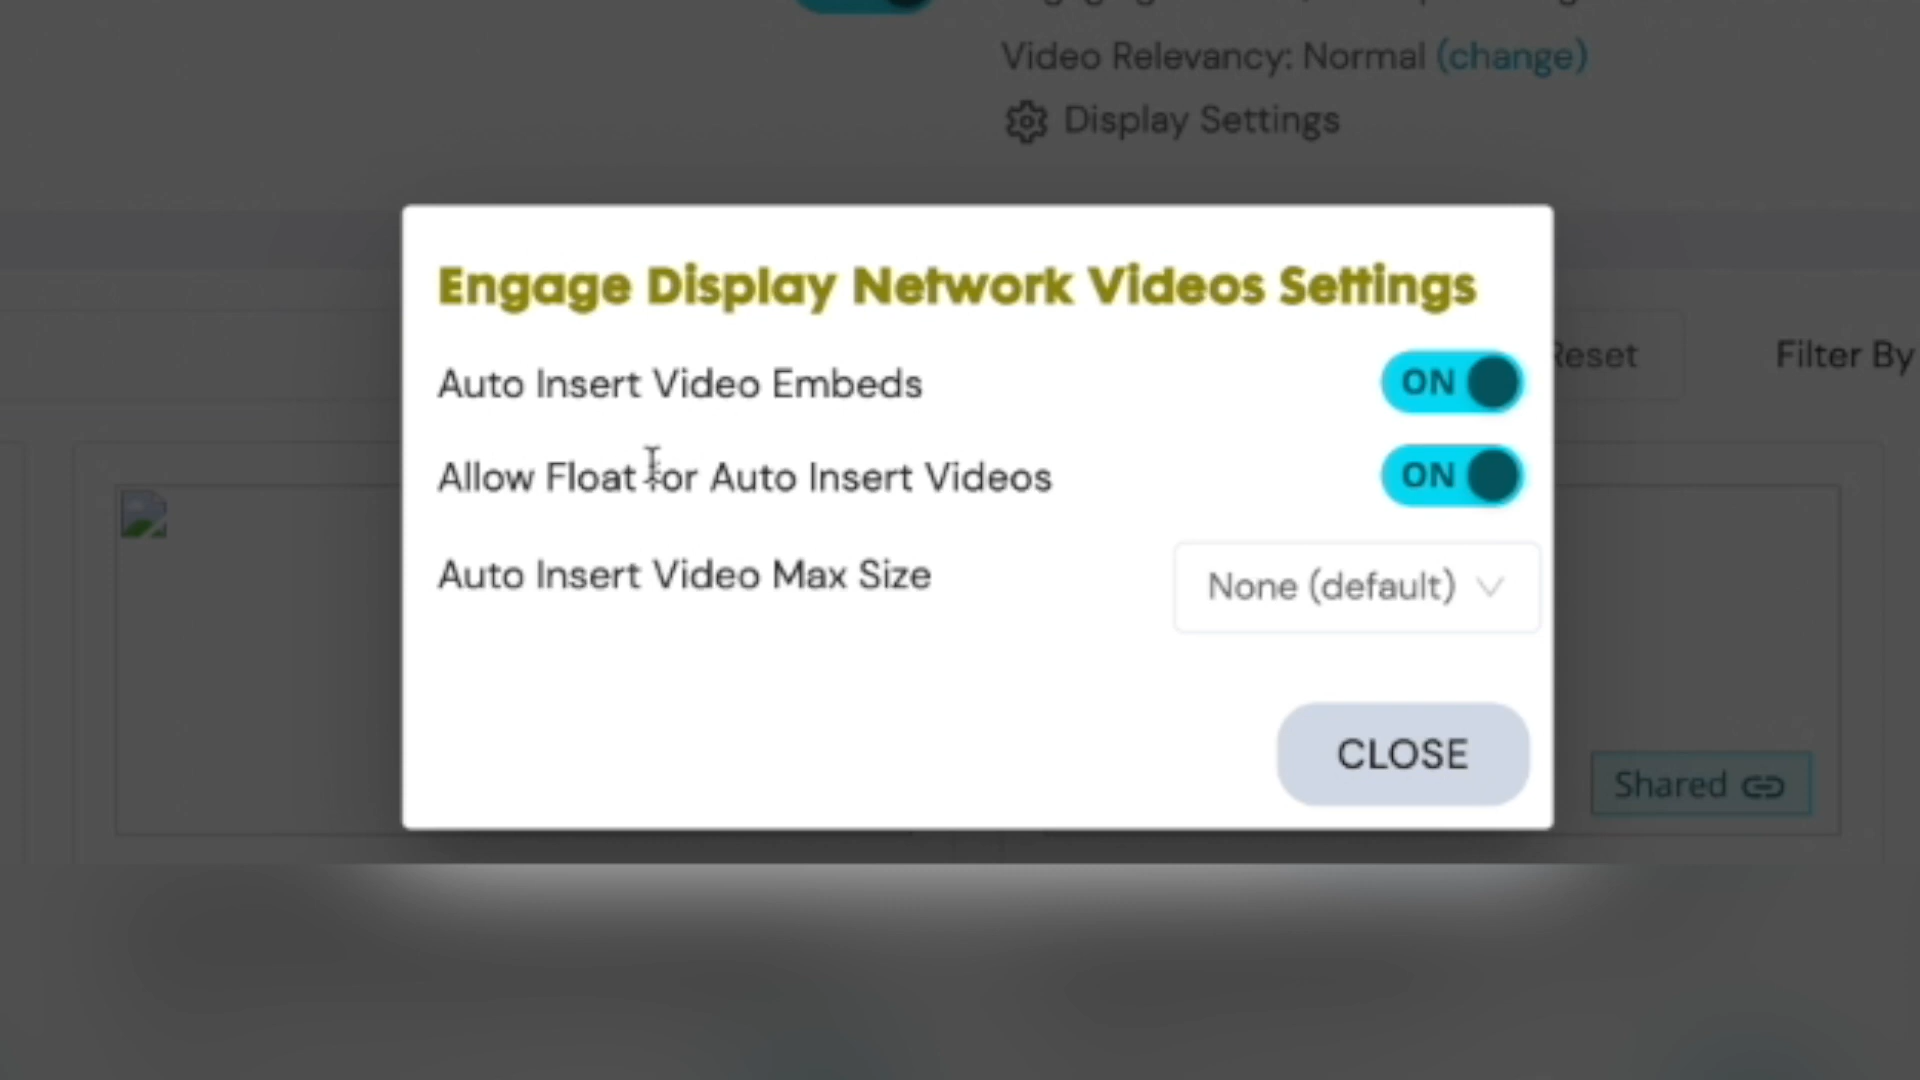 Video Relevancy: Normal (change)
Display Settings
Engage Display Network Videos Settings
Auto Insert Video Embeds ON
Reset
Filter By
Allow Float for Auto Insert Videos ON
Auto Insert Video Max Size None (default)
CLOSE
Shared